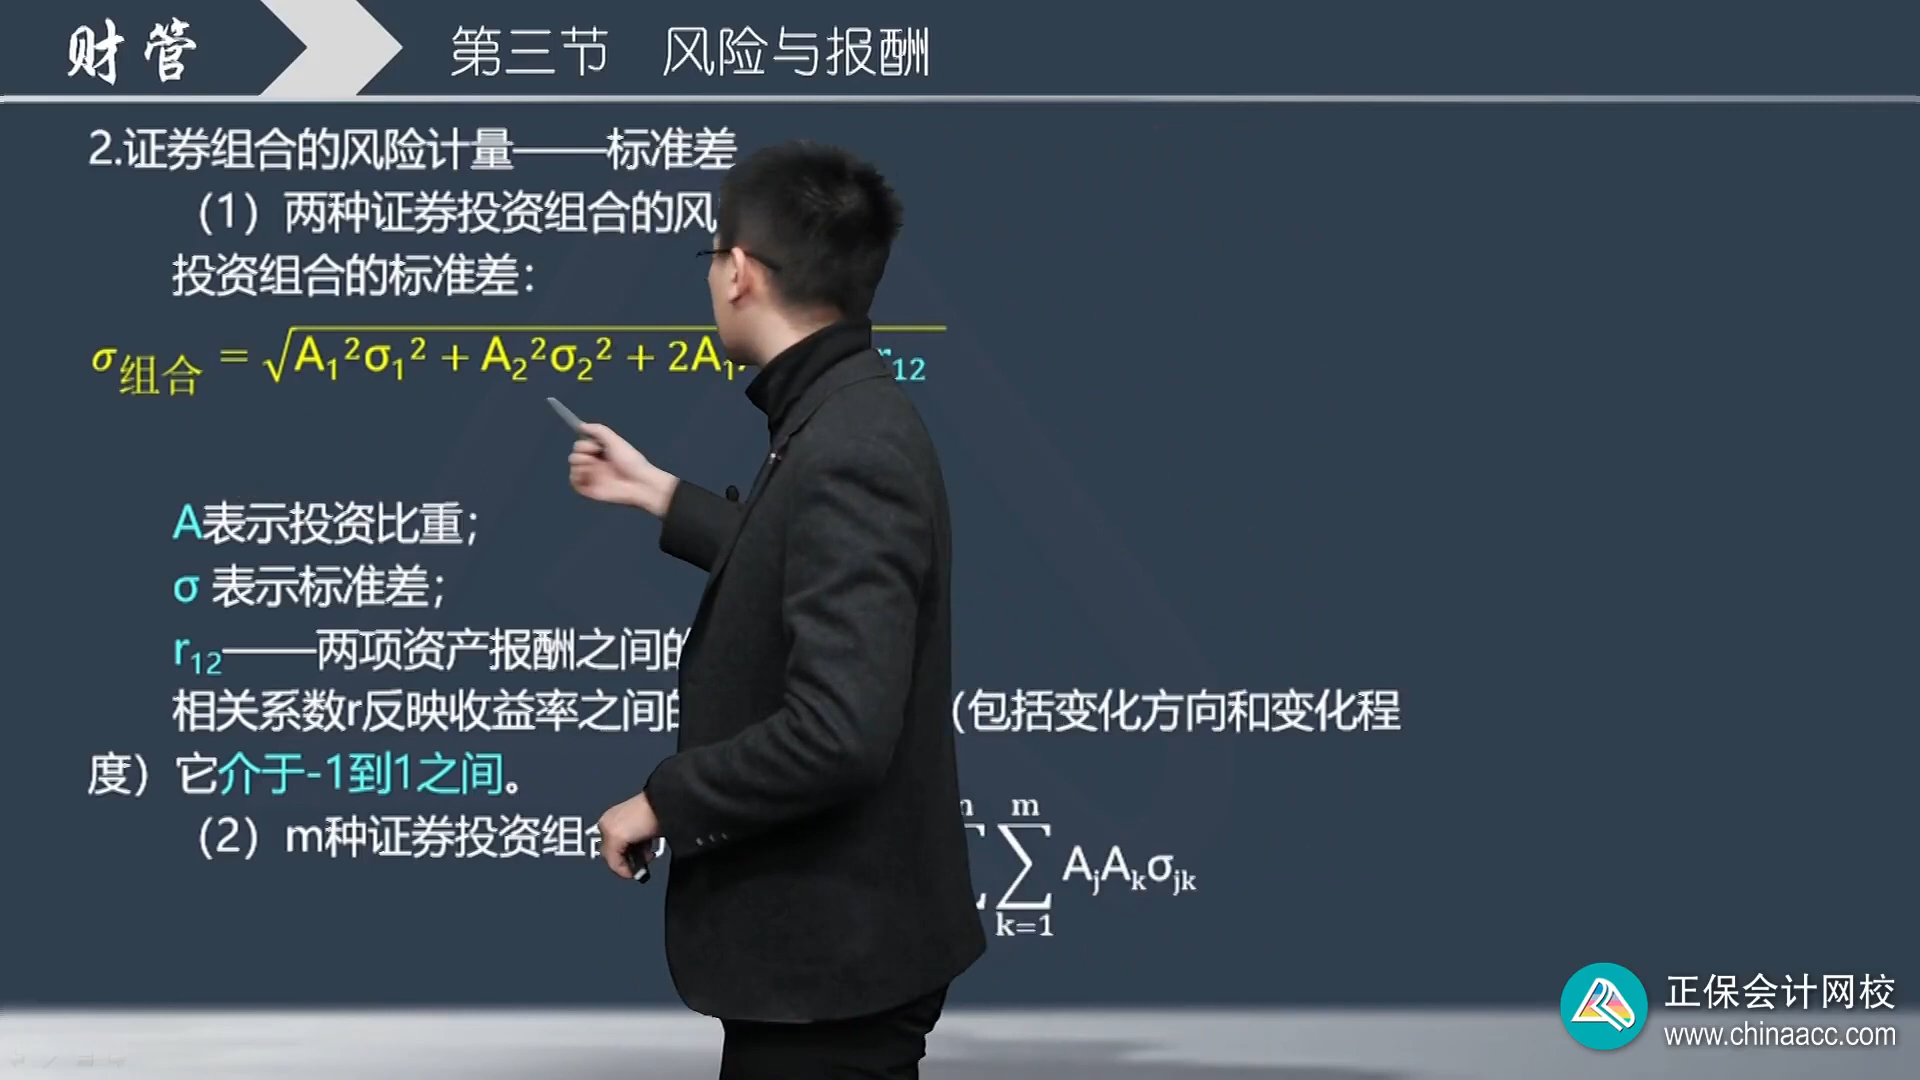 财管
第三节 风险与报酬
2.证券组合的风险计量——标准差
（1）两种证券投资组合的风
投资组合的标准差：
σ组合 = √A₁²σ₁² + A₂²σ₂² + 2A₁ r₁₂
A表示投资比重；
σ 表示标准差；
r₁₂——两项资产报酬之间的
相关系数r反映收益率之间的 （包括变化方向和变化程
度）它介于-1到1之间。
（2）m种证券投资组合
m
∑ AⱼAₖσⱼₖ
k=1
正保会计网校
www.chinaacc.com